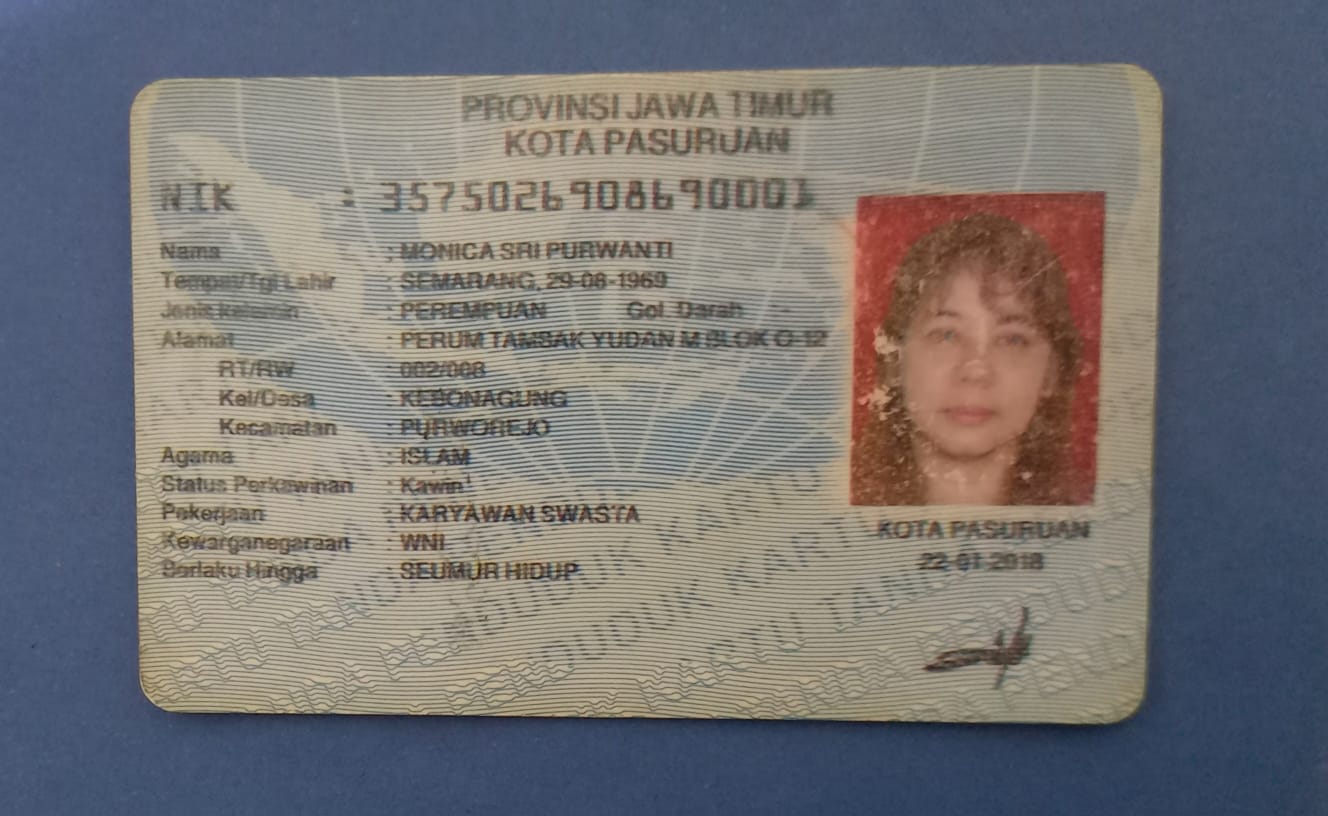 PROVINSI JAWA TIMUR
KOTA PASURUAN
NIK : 3575026908690001
Nama : MONICA SRI PURWANTI
Tempat/Tgl Lahir : SEMARANG, 29-08-1969
Jenis kelamin : PEREMPUAN Gol. Darah : -
Alamat : PERUM TAMBAK YUDAN M BLOK O-12
RT/RW : 002/008
Kel/Desa : KEBONAGUNG
Kecamatan : PURWOREJO
Agama : ISLAM
Status Perkawinan : Kawin
Pekerjaan : KARYAWAN SWASTA
Kewarganegaraan : WNI
Berlaku Hingga : SEUMUR HIDUP
KOTA PASURUAN
22-01-2018